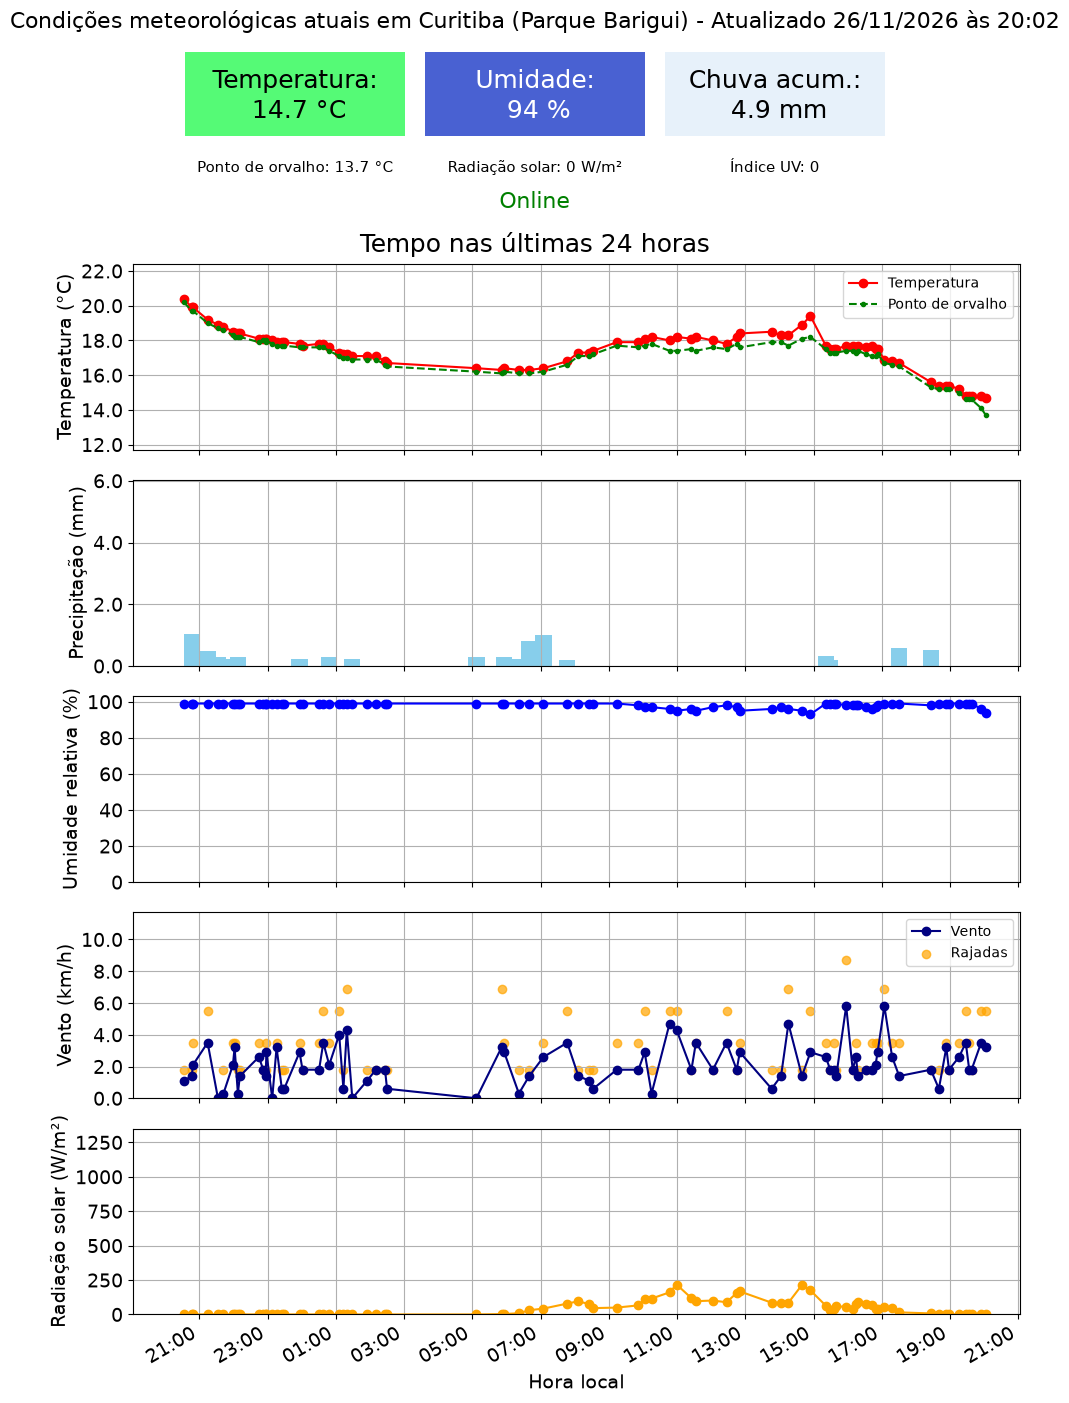 Condições meteorológicas atuais em Curitiba (Parque Barigui) - Atualizado 26/11/2026 às 20:02
Temperatura:
14.7 °C
Umidade:
94 %
Chuva acum.:
4.9 mm
Ponto de orvalho: 13.7 °C
Radiação solar: 0 W/m²
Índice UV: 0
Online
Tempo nas últimas 24 horas
Temperatura (°C)
22.0
20.0
18.0
16.0
14.0
12.0
Temperatura
Ponto de orvalho
Precipitação (mm)
6.0
4.0
2.0
0.0
Umidade relativa (%)
100
80
60
40
20
0
Vento (km/h)
10.0
8.0
6.0
4.0
2.0
0.0
Vento
Rajadas
Radiação solar (W/m²)
1250
1000
750
500
250
0
21:00
23:00
01:00
03:00
05:00
07:00
09:00
11:00
13:00
15:00
17:00
19:00
21:00
Hora local